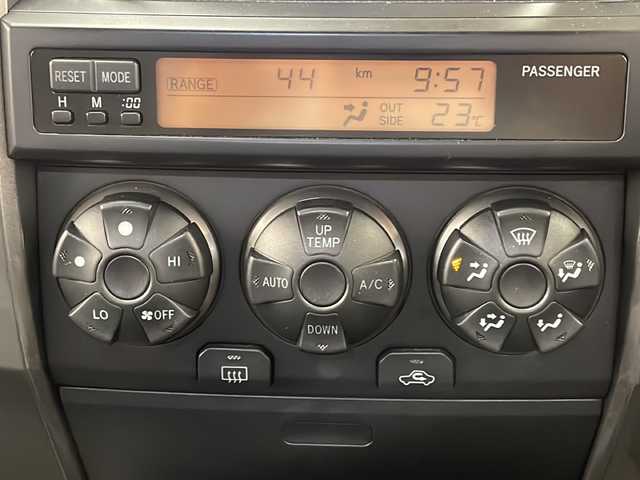 RESET MODE RANGE 44 km 9:57 PASSENGER
H M :00 OUT SIDE 23℃
UP TEMP
HI AUTO A/C
LO OFF DOWN